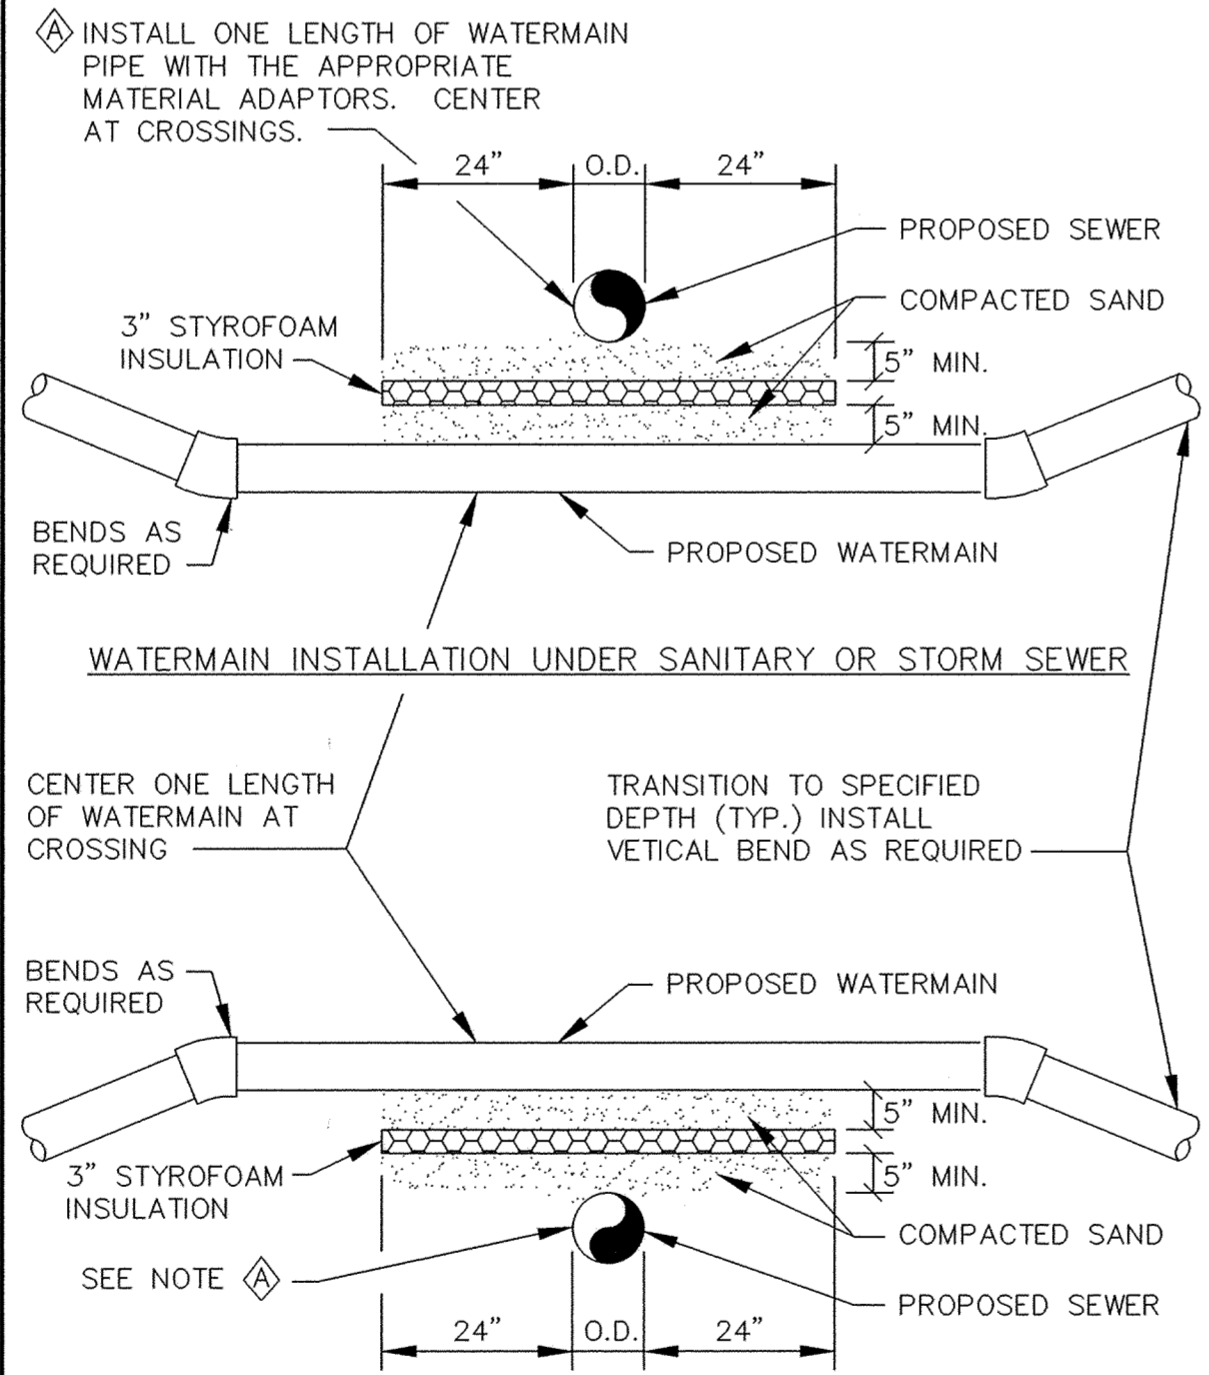 A INSTALL ONE LENGTH OF WATERMAIN
PIPE WITH THE APPROPRIATE
MATERIAL ADAPTORS. CENTER
AT CROSSINGS.
24" O.D. 24"
PROPOSED SEWER
COMPACTED SAND
3" STYROFOAM
INSULATION
5" MIN.
5" MIN.
BENDS AS
REQUIRED
PROPOSED WATERMAIN
WATERMAIN INSTALLATION UNDER SANITARY OR STORM SEWER
CENTER ONE LENGTH
OF WATERMAIN AT
CROSSING
TRANSITION TO SPECIFIED
DEPTH (TYP.) INSTALL
VETICAL BEND AS REQUIRED
BENDS AS
REQUIRED
PROPOSED WATERMAIN
5" MIN.
5" MIN.
3" STYROFOAM
INSULATION
COMPACTED SAND
SEE NOTE A
PROPOSED SEWER
24" O.D. 24"